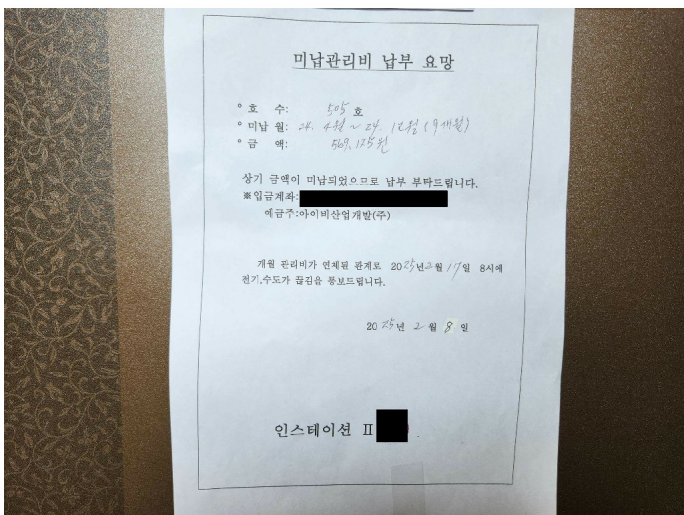 미납관리비 납부 요망
° 호 수: 505 호
° 미납 월: 24. 4월 ~ 24. 12월 (9개월)
° 금 액: 569,125원
상기 금액이 미납되었으므로 납부 부탁드립니다.
※입금계좌:
예금주:아이비산업개발(주)
개월 관리비가 연체된 관계로 2025년 2월 17일 8시에
전기,수도가 끊김을 통보드립니다.
2025년 2월 8일
인스테이션 Ⅱ